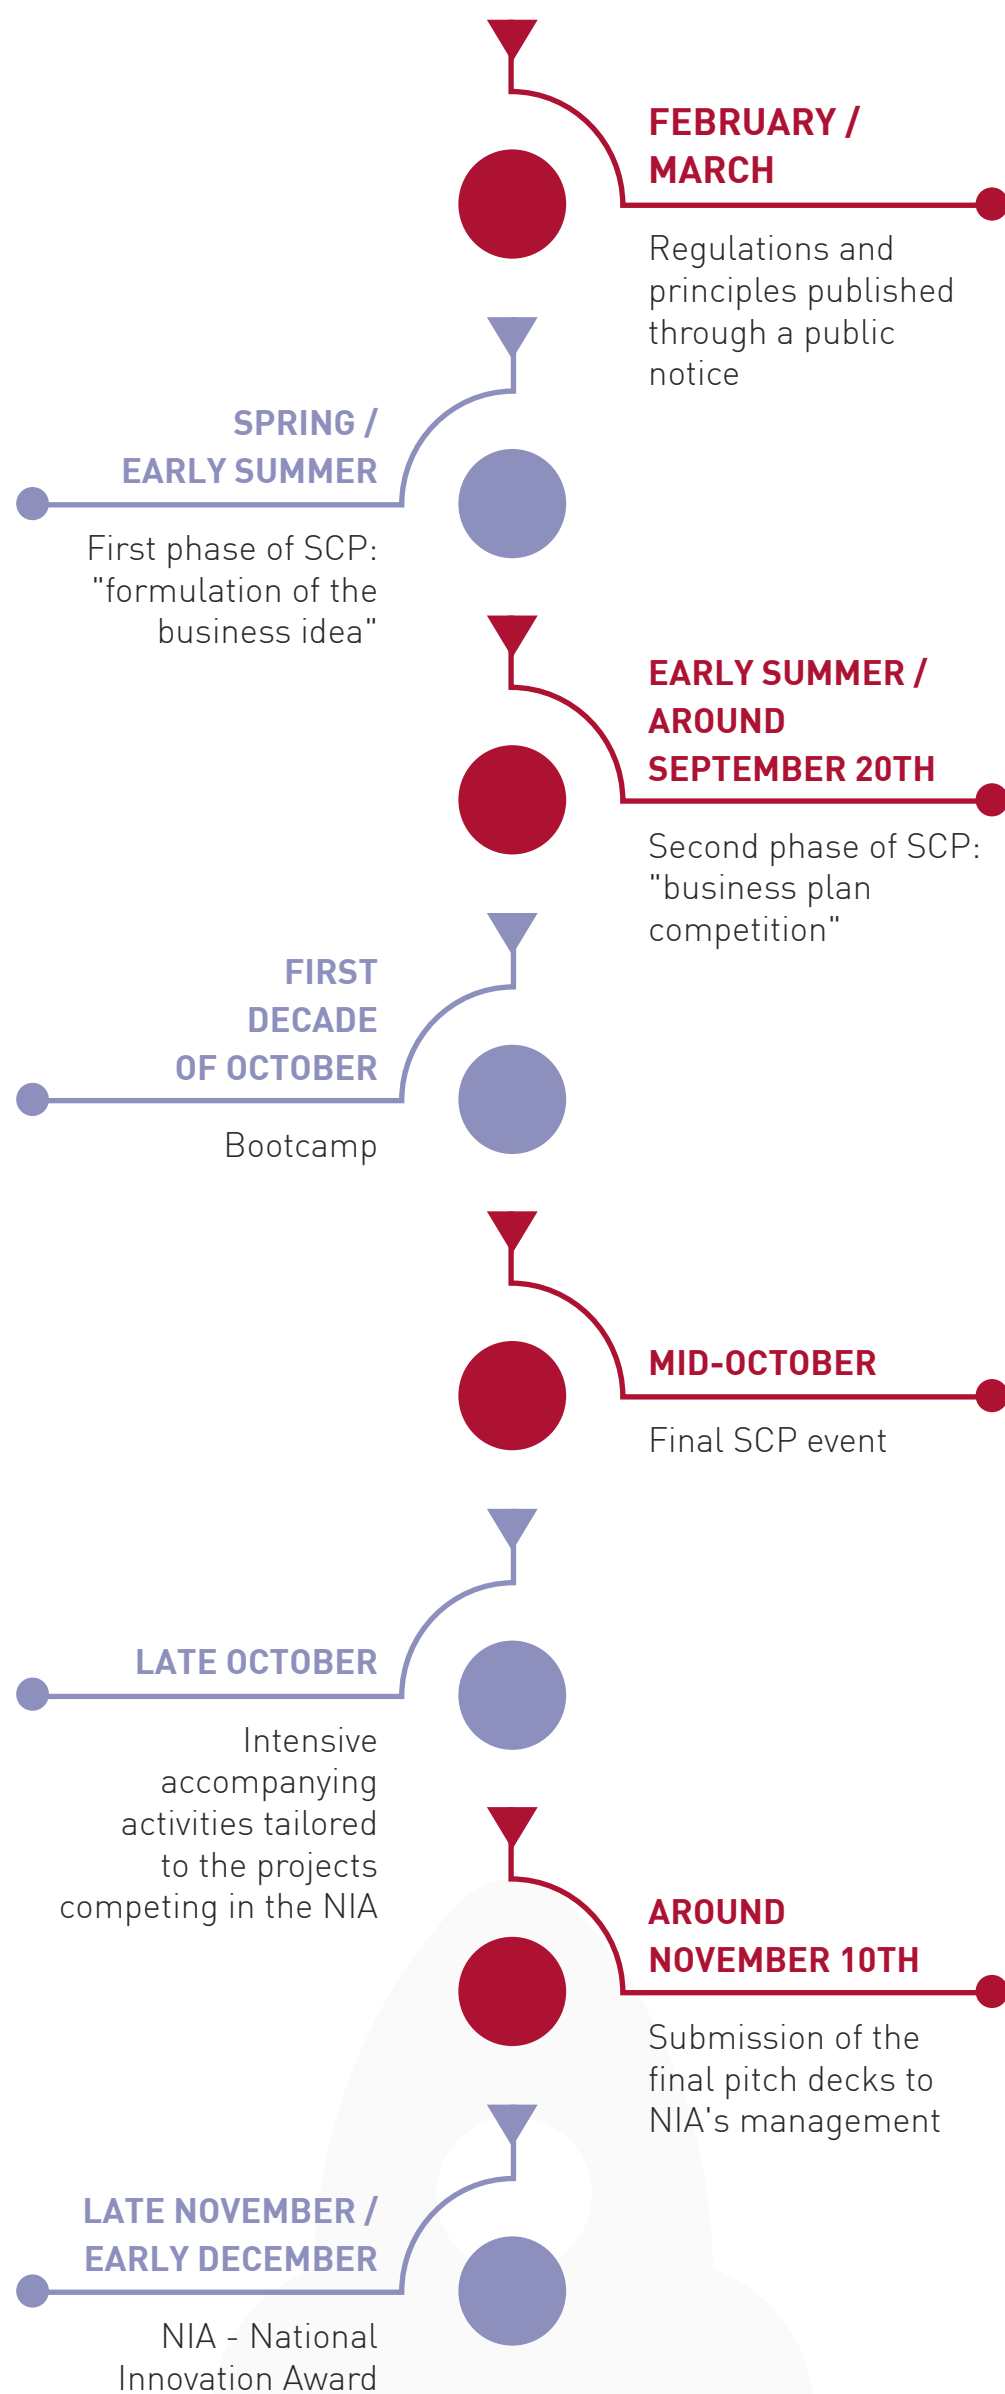 FEBRUARY /
MARCH
Regulations and
principles published
through a public
notice
SPRING /
EARLY SUMMER
First phase of SCP:
"formulation of the
business idea"
EARLY SUMMER /
AROUND
SEPTEMBER 20TH
Second phase of SCP:
"business plan
competition"
FIRST
DECADE
OF OCTOBER
Bootcamp
MID-OCTOBER
Final SCP event
LATE OCTOBER
Intensive
accompanying
activities tailored
to the projects
competing in the NIA
AROUND
NOVEMBER 10TH
Submission of the
final pitch decks to
NIA's management
LATE NOVEMBER /
EARLY DECEMBER
NIA - National
Innovation Award